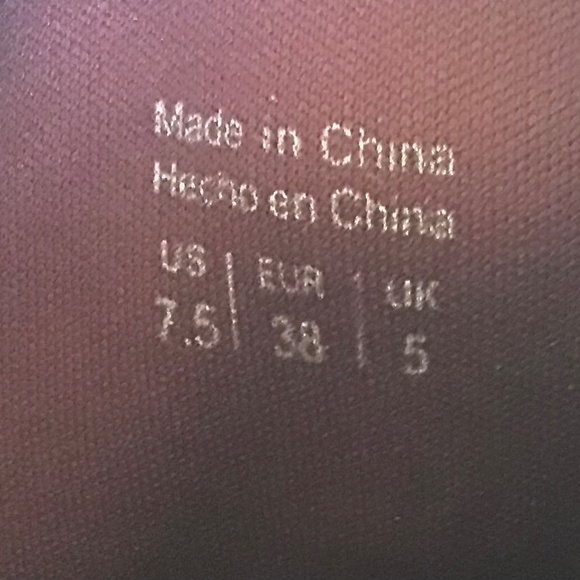 Made in China
Hecho en China
US | EUR | UK
7.5 | 38 | 5